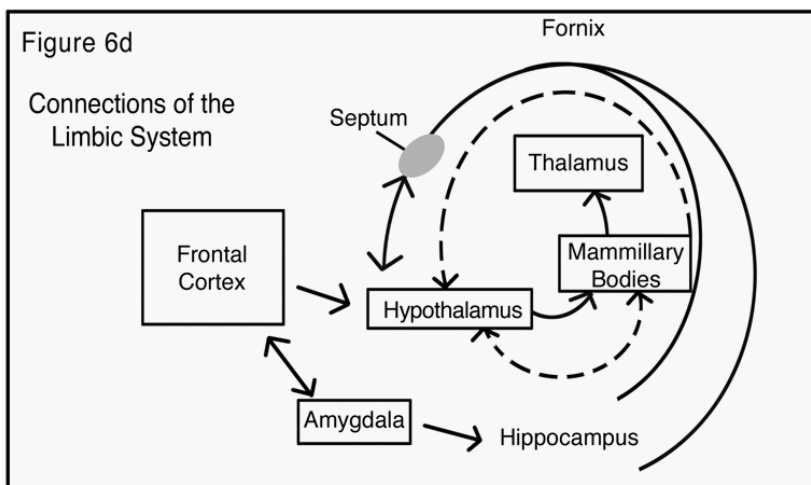 Figure 6d
Connections of the
Limbic System
Fornix
Septum
Thalamus
Frontal
Cortex
Mammillary
Bodies
Hypothalamus
Amygdala
Hippocampus